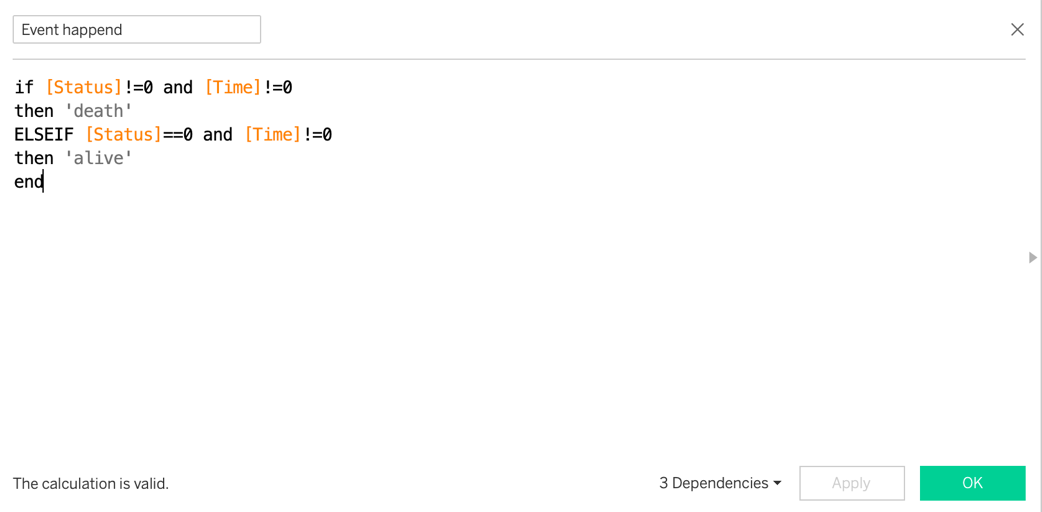 Event happend
if [Status]!=0 and [Time]!=0
then 'death'
ELSEIF [Status]==0 and [Time]!=0
then 'alive'
end
The calculation is valid.
3 Dependencies
Apply
OK